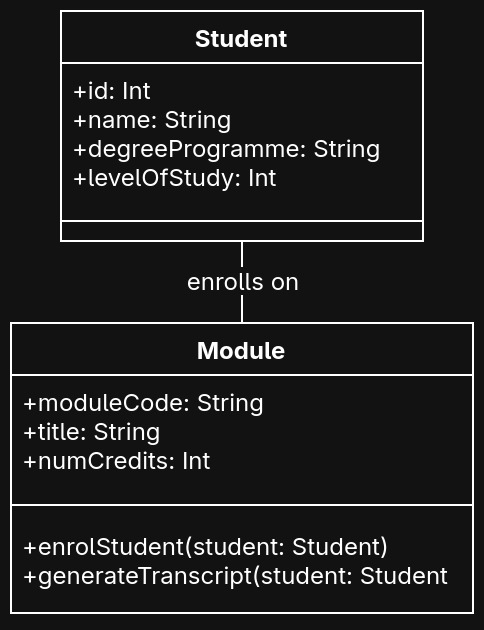 Student
+id: Int
+name: String
+degreeProgramme: String
+levelOfStudy: Int
enrolls on
Module
+moduleCode: String
+title: String
+numCredits: Int
+enrolStudent(student: Student)
+generateTranscript(student: Student